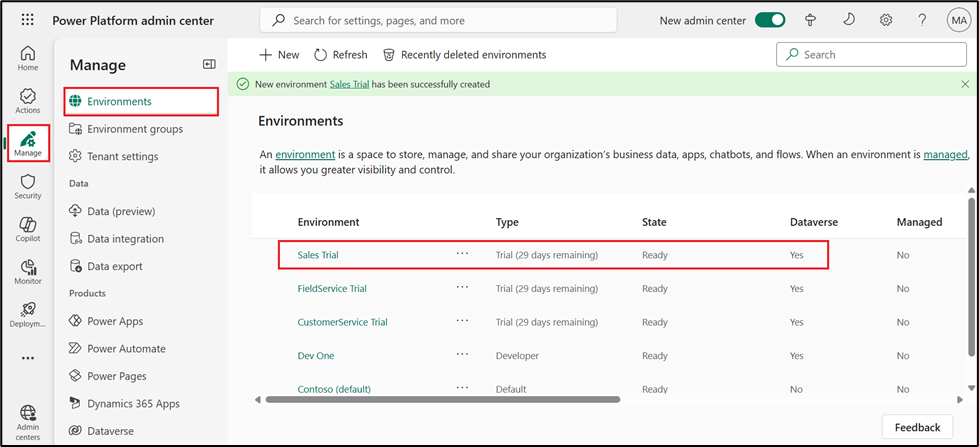 Power Platform admin center
Search for settings, pages, and more
New admin center
MA
Home
Actions
Manage
Security
Copilot
Monitor
Deploym...
Admin
centers
Manage
Environments
Environment groups
Tenant settings
Data
Data (preview)
Data integration
Data export
Products
Power Apps
Power Automate
Power Pages
Dynamics 365 Apps
Dataverse
New
Refresh
Recently deleted environments
Search
New environment Sales Trial has been successfully created
Environments
An environment is a space to store, manage, and share your organization's business data, apps, chatbots, and flows. When an environment is managed,
it allows you greater visibility and control.
Environment Type State Dataverse Managed
Sales Trial ... Trial (29 days remaining) Ready Yes No
FieldService Trial ... Trial (29 days remaining) Ready Yes No
CustomerService Trial ... Trial (29 days remaining) Ready Yes No
Dev One ... Developer Ready Yes No
Contoso (default) ... Default Ready No No
Feedback